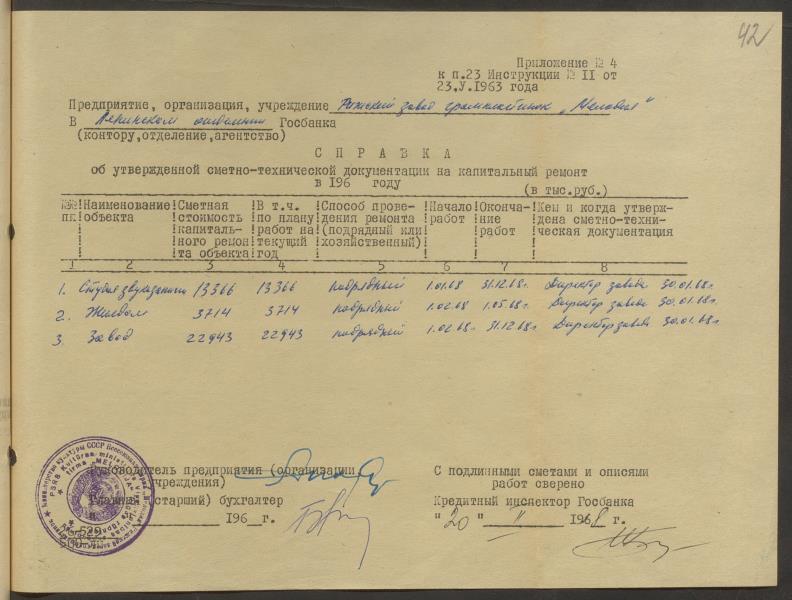 42
Приложение № 4
к п.23 Инструкции № II от
23.У.1963 года
Предприятие, организация, учреждение Рижский завод грампластинок „Мелодия"
В Ленинском отделении Госбанка
(контору,отделение,агентство)
СПРАВКА
об утвержденной сметно-технической документации на капитальный ремонт
в 196 году
(в тыс.руб.)
№№ пп Наименование объекта Сметная стоимость капитального ремонта объекта В т.ч. по плану работ на текущий год Способ проведения ремонта (подрядный или хозяйственный) Начало работ Окончание работ Кем и когда утверждена сметно-техническая документация
1 2 3 4 5 6 7 8
1. Студия звукозаписи 13366 13366 подрядный 1.01.68 31.12.68г. Директор завода 30.01.68г.
2. Жилдом 3714 3714 подрядный 1.02.68 1.05.68г. Директор завода 30.01.68г.
3. Завод 22943 22943 подрядный 1.02.68г. 31.12.68г. Директор завода 30.01.68г.
Руководитель предприятия (организации,
учреждения)
Главный (старший) бухгалтер
196 г.
С подлинными сметами и описями
работ сверено
Кредитный инспектор Госбанка
"20" II 1968 г.